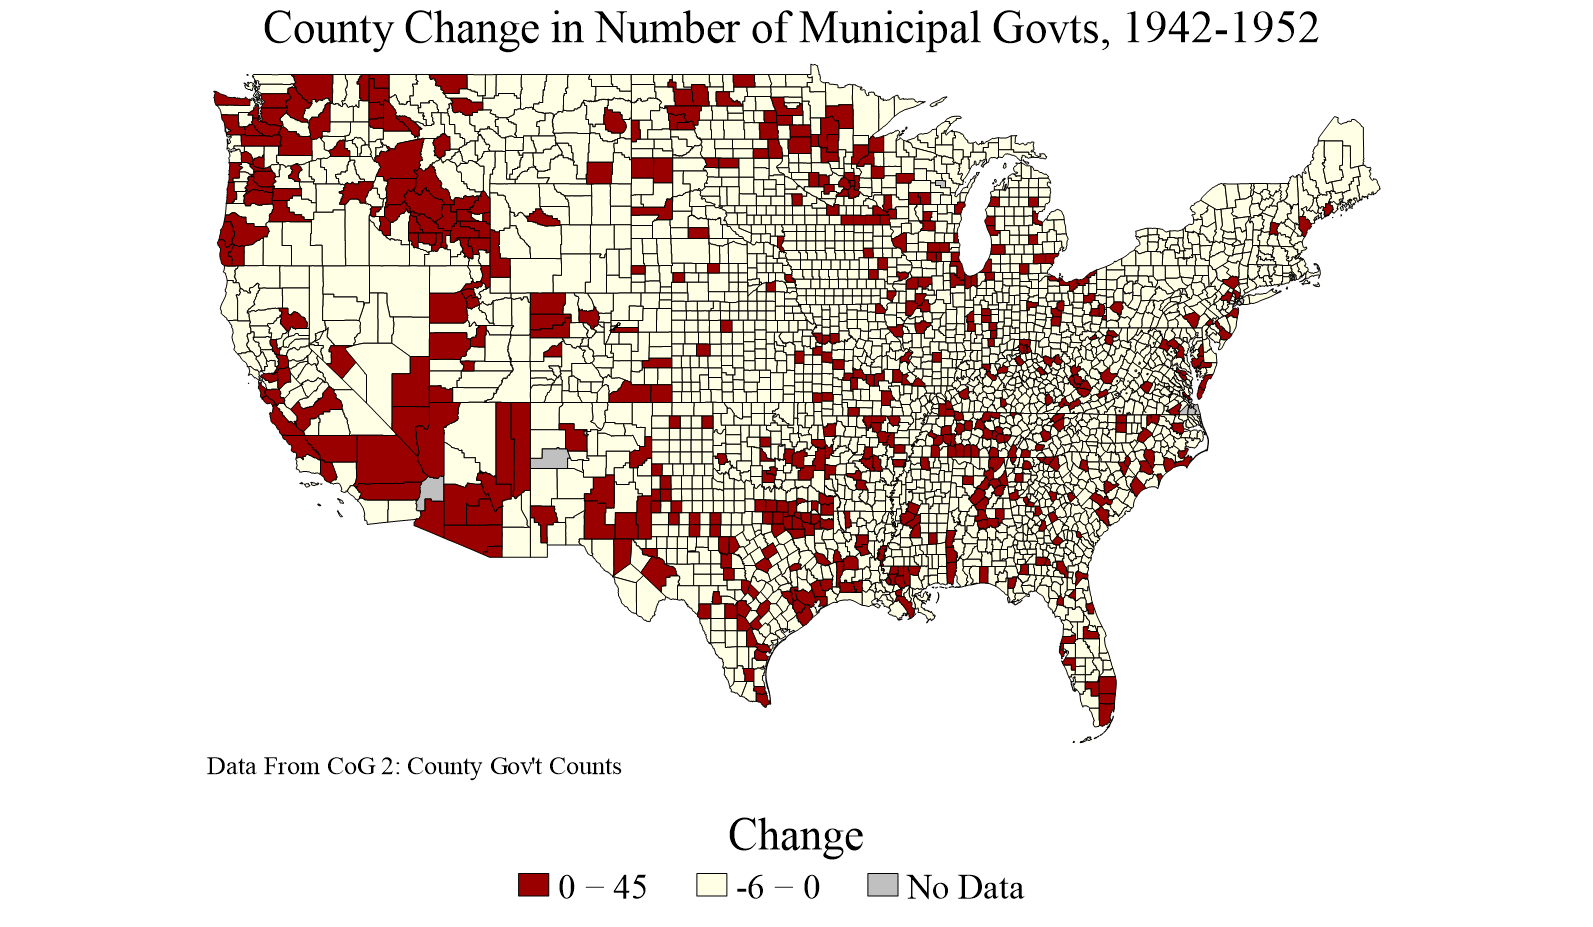 County Change in Number of Municipal Govts, 1942-1952
Data From CoG 2: County Gov't Counts
Change
0 − 45
-6 − 0
No Data